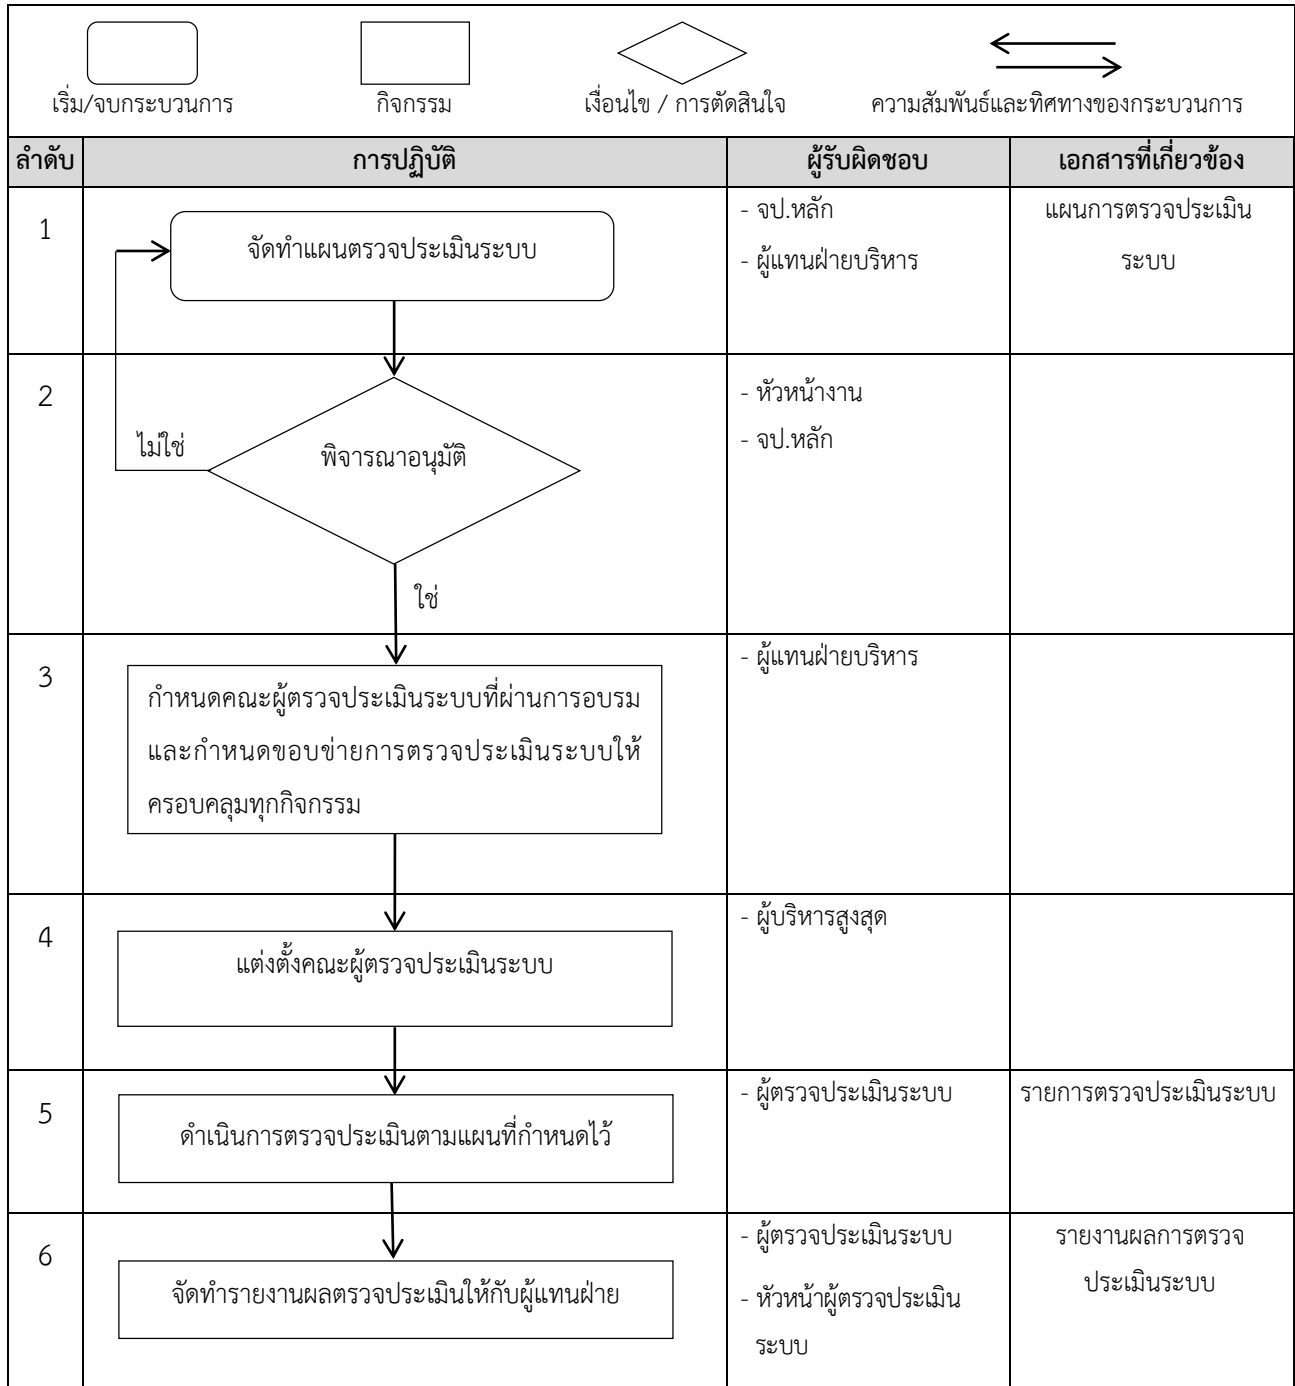 เริ่ม/จบกระบวนการ กิจกรรม เงื่อนไข / การตัดสินใจ ความสัมพันธ์และทิศทางของกระบวนการ
ลำดับ การปฏิบัติ ผู้รับผิดชอบ เอกสารที่เกี่ยวข้อง
1
จัดทำแผนตรวจประเมินระบบ
- จป.หลัก
- ผู้แทนฝ่ายบริหาร
แผนการตรวจประเมิน
ระบบ
2
ไม่ใช่
พิจารณาอนุมัติ
ใช่
- หัวหน้างาน
- จป.หลัก
3
กำหนดคณะผู้ตรวจประเมินระบบที่ผ่านการอบรม
และกำหนดขอบข่ายการตรวจประเมินระบบให้
ครอบคลุมทุกกิจกรรม
- ผู้แทนฝ่ายบริหาร
4
แต่งตั้งคณะผู้ตรวจประเมินระบบ
- ผู้บริหารสูงสุด
5
ดำเนินการตรวจประเมินตามแผนที่กำหนดไว้
- ผู้ตรวจประเมินระบบ
รายการตรวจประเมินระบบ
6
จัดทำรายงานผลตรวจประเมินให้กับผู้แทนฝ่าย
- ผู้ตรวจประเมินระบบ
- หัวหน้าผู้ตรวจประเมิน
ระบบ
รายงานผลการตรวจ
ประเมินระบบ